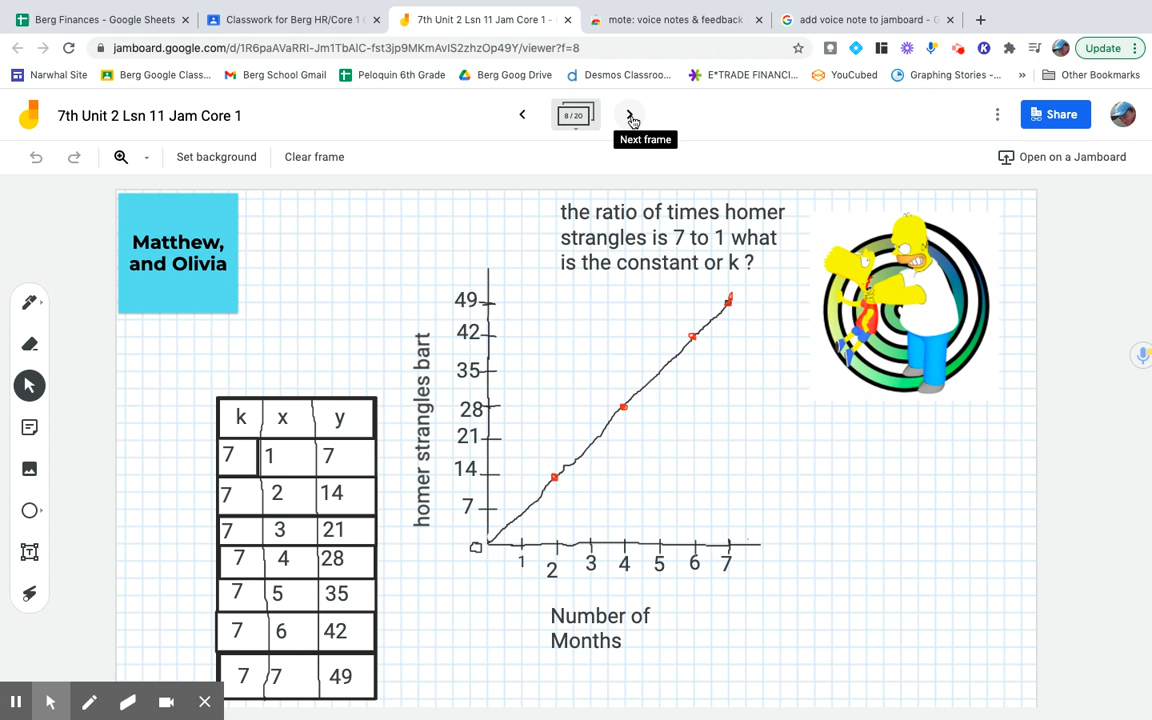 Berg Finances - Google Sheets
Classwork for Berg HR/Core 1
7th Unit 2 Lsn 11 Jam Core 1 -
mote: voice notes & feedback
add voice note to jamboard - G
jamboard.google.com/d/1R6paAVaRRI-Jm1TbAlC-fst3jp9MKmAvIS2zhzOp49Y/viewer?f=8
Update
Narwhal Site
Berg Google Class...
Berg School Gmail
Peloquin 6th Grade
Berg Goog Drive
Desmos Classroo...
E*TRADE FINANCI...
YouCubed
Graphing Stories -...
»
Other Bookmarks
7th Unit 2 Lsn 11 Jam Core 1
8 / 20
Share
Next frame
Set background
Clear frame
Open on a Jamboard
Matthew,
and Olivia
the ratio of times homer
strangles is 7 to 1 what
is the constant or k ?
homer strangles bart
49
42
35
28
21
14
7
0
1 2 3 4 5 6 7
Number of
Months
k x y
7 1 7
7 2 14
7 3 21
7 4 28
7 5 35
7 6 42
7 7 49